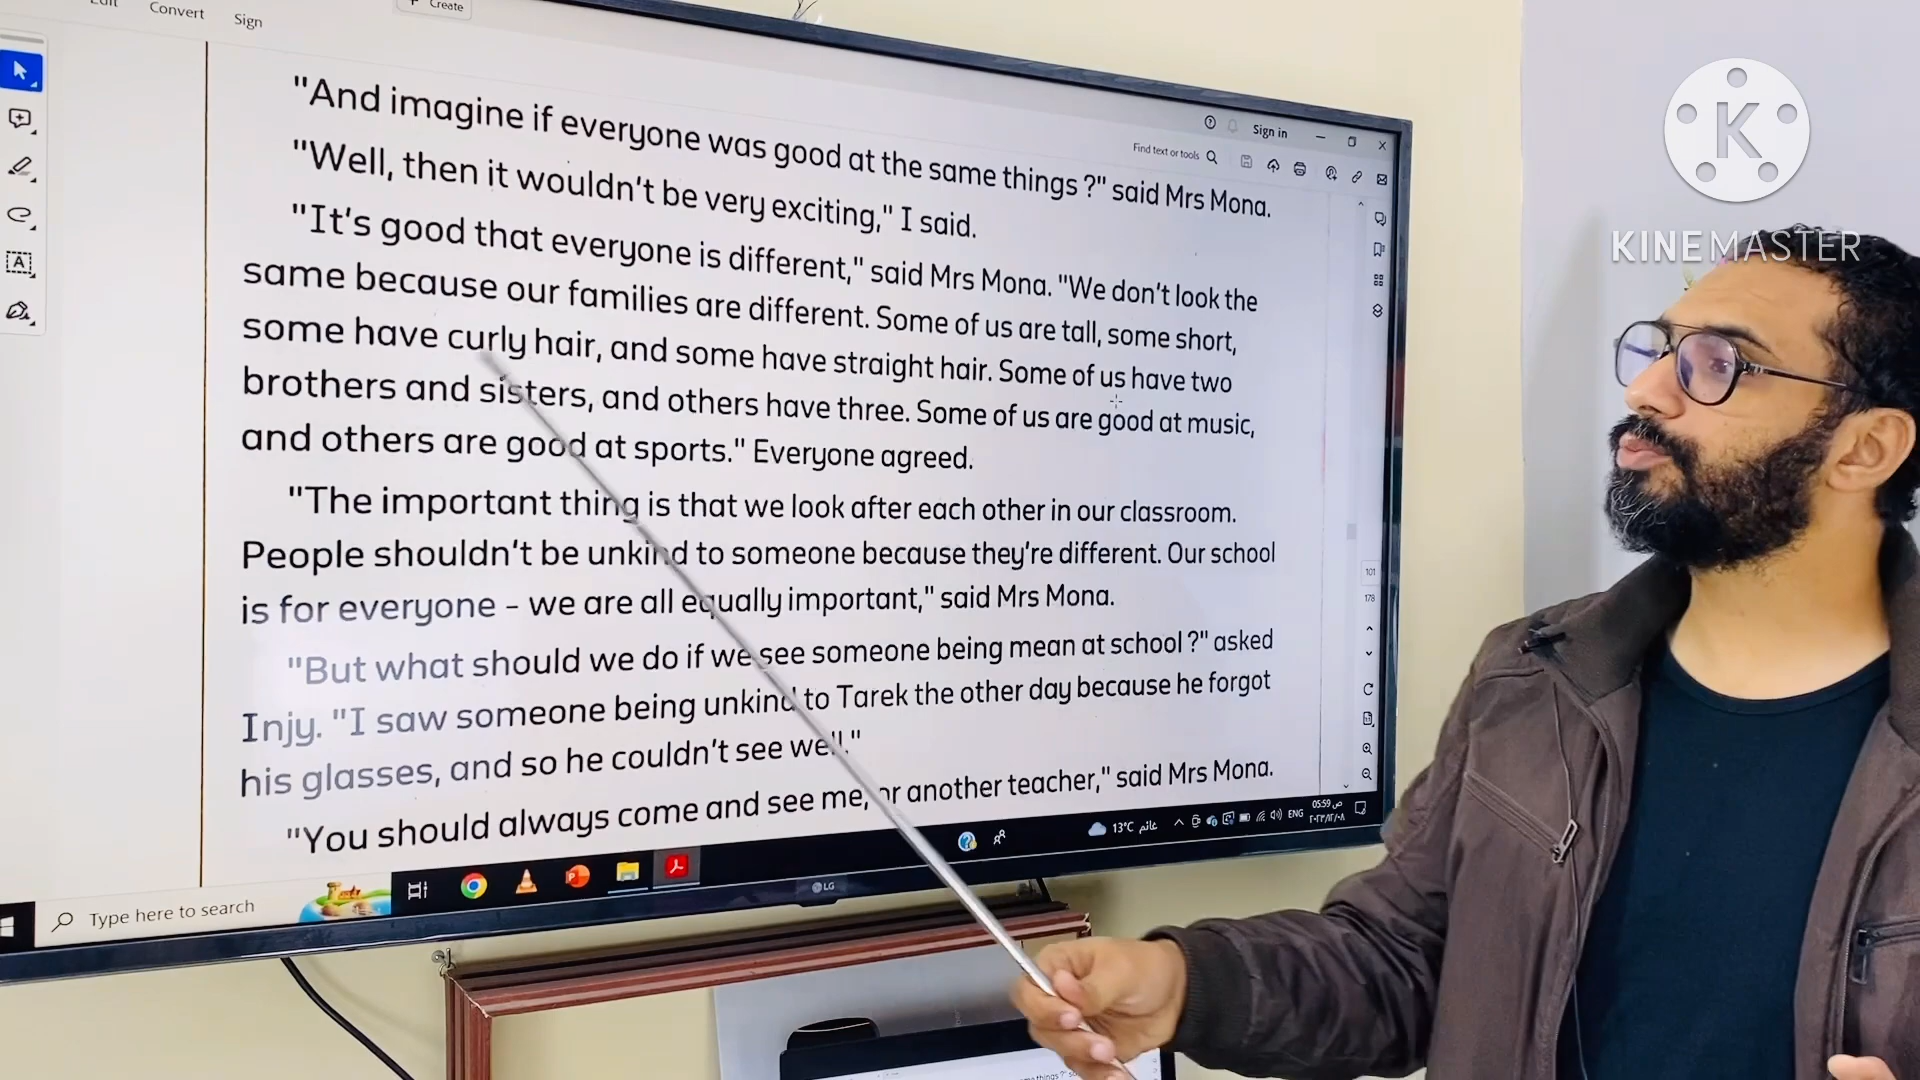 Convert
Sign
Create
Sign in
Find text or tools
"And imagine if everyone was good at the same things ?" said Mrs Mona.
"Well, then it wouldn't be very exciting," I said.
"It's good that everyone is different," said Mrs Mona. "We don't look the
same because our families are different. Some of us are tall, some short,
some have curly hair, and some have straight hair. Some of us have two
brothers and sisters, and others have three. Some of us are good at music,
and others are good at sports." Everyone agreed.
"The important thing is that we look after each other in our classroom.
People shouldn't be unkind to someone because they're different. Our school
is for everyone - we are all equally important," said Mrs Mona.
"But what should we do if we see someone being mean at school ?" asked
Injy. "I saw someone being unkind to Tarek the other day because he forgot
his glasses, and so he couldn't see well."
"You should always come and see me, or another teacher," said Mrs Mona.
101
178
Type here to search
13°C غائم
ENG
05:59 ص
٢٠٢٣/١٢/٠٨
LG
K
KINEMASTER